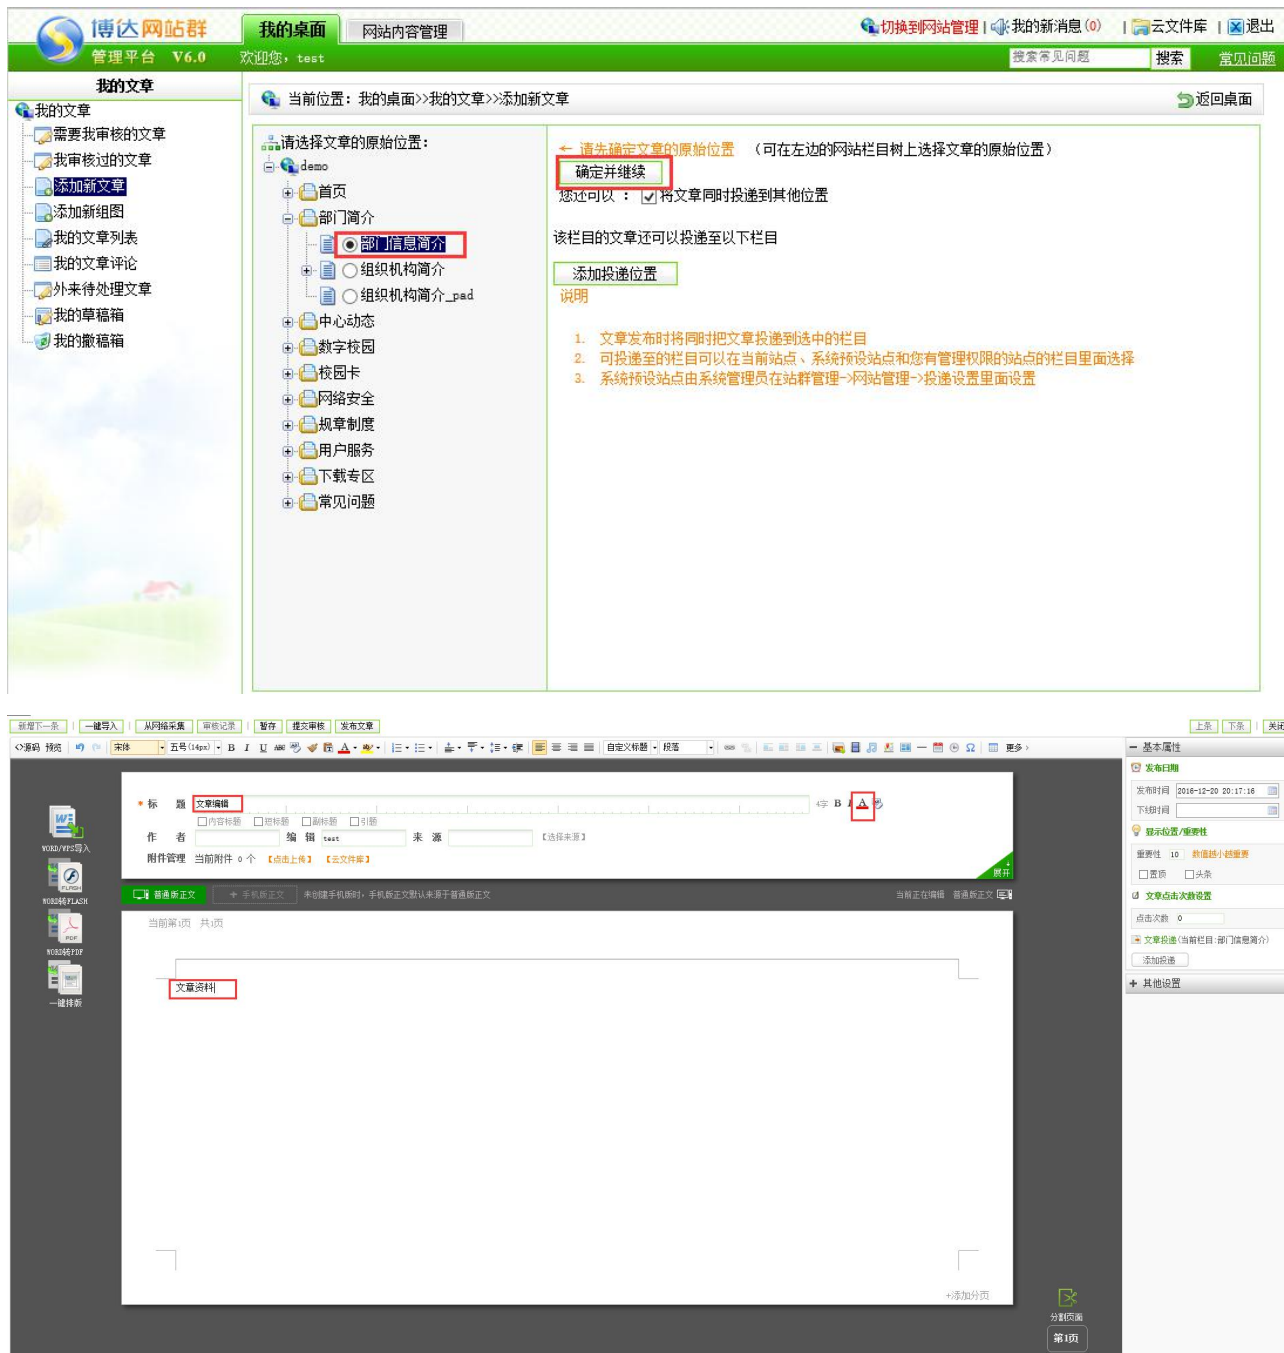 博达网站群
我的桌面
网站内容管理
切换到网站管理 | 我的新消息(0) | 云文件库 | 退出
管理平台 V6.0
欢迎您，test
搜索常见问题
搜索
常见问题
我的文章
我的文章
需要我审核的文章
我审核过的文章
添加新文章
添加新组图
我的文章列表
我的文章评论
外来待处理文章
我的草稿箱
我的撤稿箱
当前位置：我的桌面>>我的文章>>添加新文章
返回桌面
请选择文章的原始位置：
demo
首页
部门简介
部门信息简介
组织机构简介
组织机构简介_pad
中心动态
数字校园
校园卡
网络安全
规章制度
用户服务
下载专区
常见问题
← 请先确定文章的原始位置 （可在左边的网站栏目树上选择文章的原始位置）
确定并继续
您还可以 ： 将文章同时投递到其他位置
该栏目的文章还可以投递至以下栏目
添加投递位置
说明
1. 文章发布时将同时把文章投递到选中的栏目
2. 可投递至的栏目可以在当前站点、系统预设站点和您有管理权限的站点的栏目里面选择
3. 系统预设站点由系统管理员在站群管理->网站管理->投递设置里面设置
新增下一条 | 一键导入 | 从网络采集 审核记录 | 暂存 提交审核 发布文章
上条 下条 | 关闭
源码 预览 宋体 五号(14px) B I U ABC A 自定义标题 段落 Ω 更多
WORD/WPS导入
FLASH
WORD转FLASH
PDF
WORD转PDF
一键排版
* 标 题 文章编辑
4字 B I A
内容标题 短标题 副标题 引题
作 者 编 辑 test 来 源 【选择来源】
附件管理 当前附件 0 个 【点击上传】 【云文件库】
展开
普通版正文 + 手机版正文 未创建手机版时，手机版正文默认来源于普通版正文
当前正在编辑 普通版正文
当前第1页 共1页
文章资料
+添加分页
分割页面
第1页
基本属性
发布日期
发布时间 2016-12-20 20:17:16
下线时间
显示位置/重要性
重要性 10 数值越小越重要
置顶 头条
文章点击次数设置
点击次数 0
文章投递(当前栏目:部门信息简介)
添加投递
其他设置